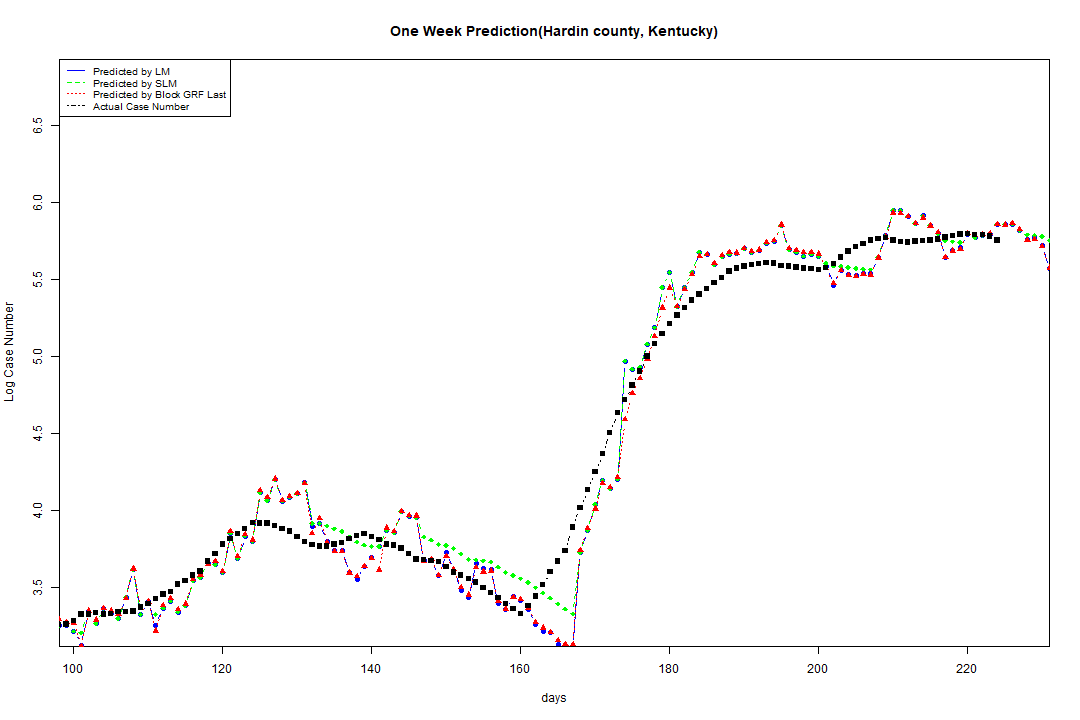 One Week Prediction(Hardin county, Kentucky)
Predicted by LM
Predicted by SLM
Predicted by Block GRF Last
Actual Case Number
6.5
6.0
5.5
5.0
4.5
4.0
3.5
Log Case Number
100 120 140 160 180 200 220
days